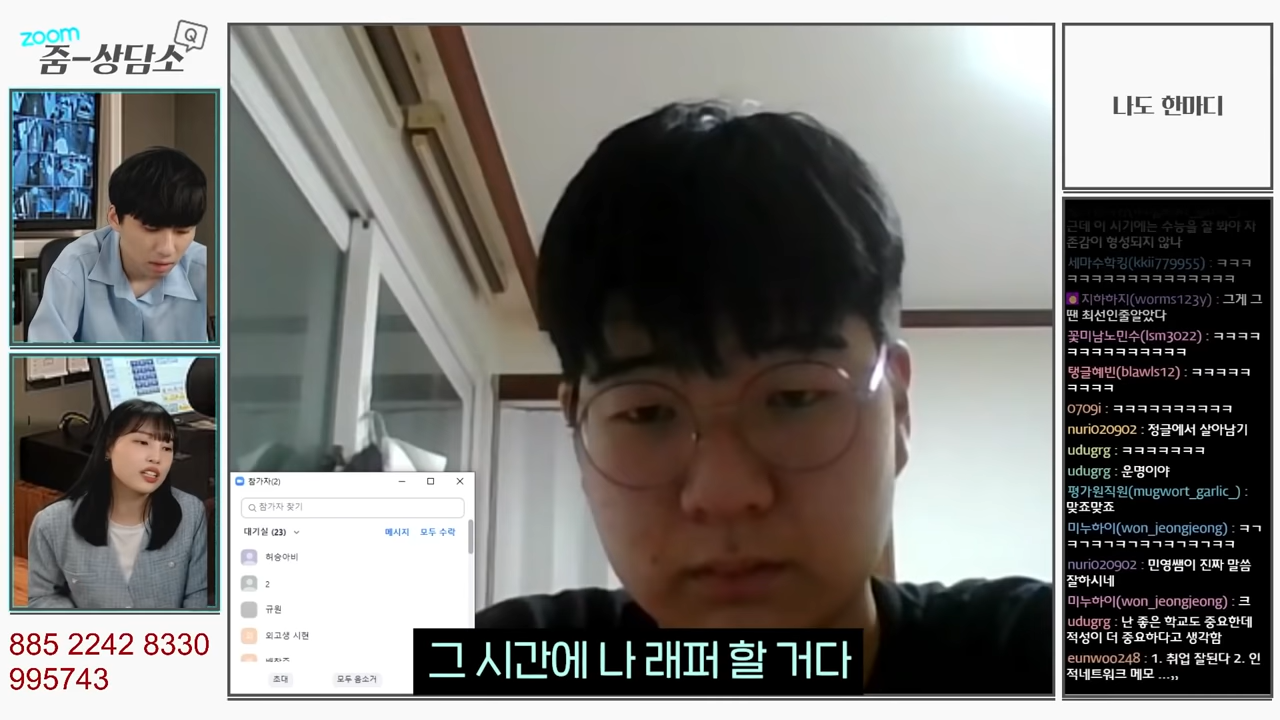 zoom
줌-상담소
Q
885 2242 8330
995743
참가자(2)
참가자 찾기
대기실 (23)
메시지
모두 수락
허승아비
2
규원
외고생 시현
초대
모두 음소거
그 시간에 나 래퍼 할 거다
나도 한마디
근데 이 시기에는 수능을 잘 봐야 자
존감이 형성되지 않나
세마수학킹(kkii779955) : ㅋㅋㅋ
ㅋㅋㅋㅋㅋㅋㅋㅋㅋㅋㅋㅋㅋㅋ
지하하지(worms123y) : 그게 그
땐 최선인줄알았다
꽃미남노민수(lsm3022) : ㅋㅋㅋㅋ
ㅋㅋㅋㅋㅋㅋㅋㅋㅋㅋ
탱글혜빈(blawls12) : ㅋㅋㅋㅋㅋ
ㅋㅋㅋㅋ
0709i : ㅋㅋㅋㅋㅋㅋㅋㅋㅋㅋ
nuri020902 : 정글에서 살아남기
udugrg : ㅋㅋㅋㅋㅋㅋㅋ
udugrg : 운명이야
평가원직원(mugwort_garlic_) :
맞죠맞죠
미누하이(won_jeongjeong) : ㅋㄱ
ㄱㄱㄱㄱㄱㄱㄱㄱㄱㄱㄱㄱㅋㅋ
nuri020902 : 민영쌤이 진짜 말씀
잘하시네
미누하이(won_jeongjeong) : 크
udugrg : 난 좋은 학교도 중요한데
적성이 더 중요하다고 생각함
eunwoo248 : 1. 취업 잘된다 2. 인
적네트워크 메모 ...,,